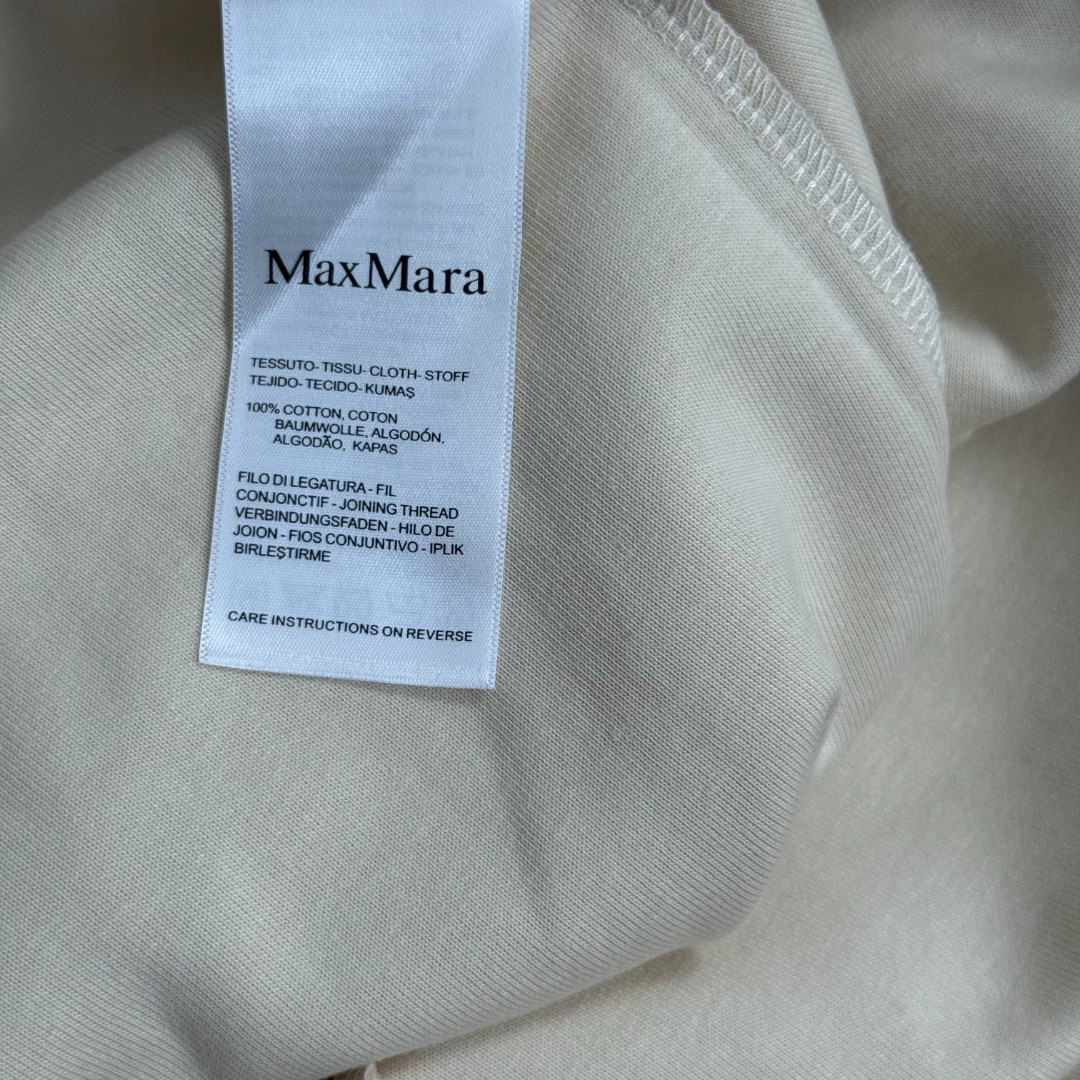 MaxMara
TESSUTO- TISSU- CLOTH- STOFF
TEJIDO- TECIDO- KUMAŞ
100% COTTON, COTON
BAUMWOLLE, ALGODÓN,
ALGODÃO, KAPAS
FILO DI LEGATURA - FIL
CONJONCTIF - JOINING THREAD
VERBINDUNGSFADEN - HILO DE
JOION - FIOS CONJUNTIVO - IPLIK
BIRLEŞTIRME
CARE INSTRUCTIONS ON REVERSE